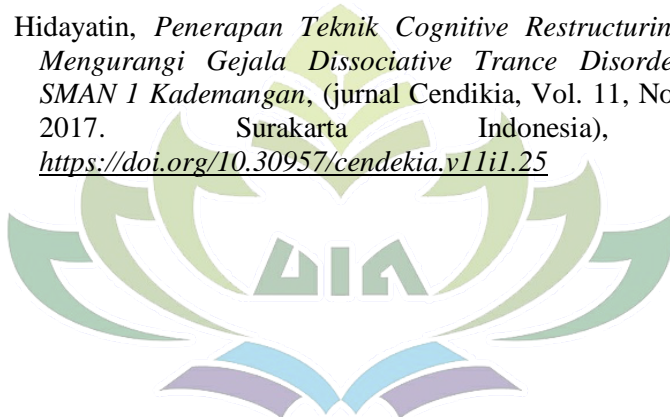 Hidayatin, Penerapan Teknik Cognitive Restructurin
Mengurangi Gejala Dissociative Trance Disorde
SMAN 1 Kademangan, (jurnal Cendikia, Vol. 11, No
2017. Surakarta Indonesia),
https://doi.org/10.30957/cendekia.v11i1.25
UIN